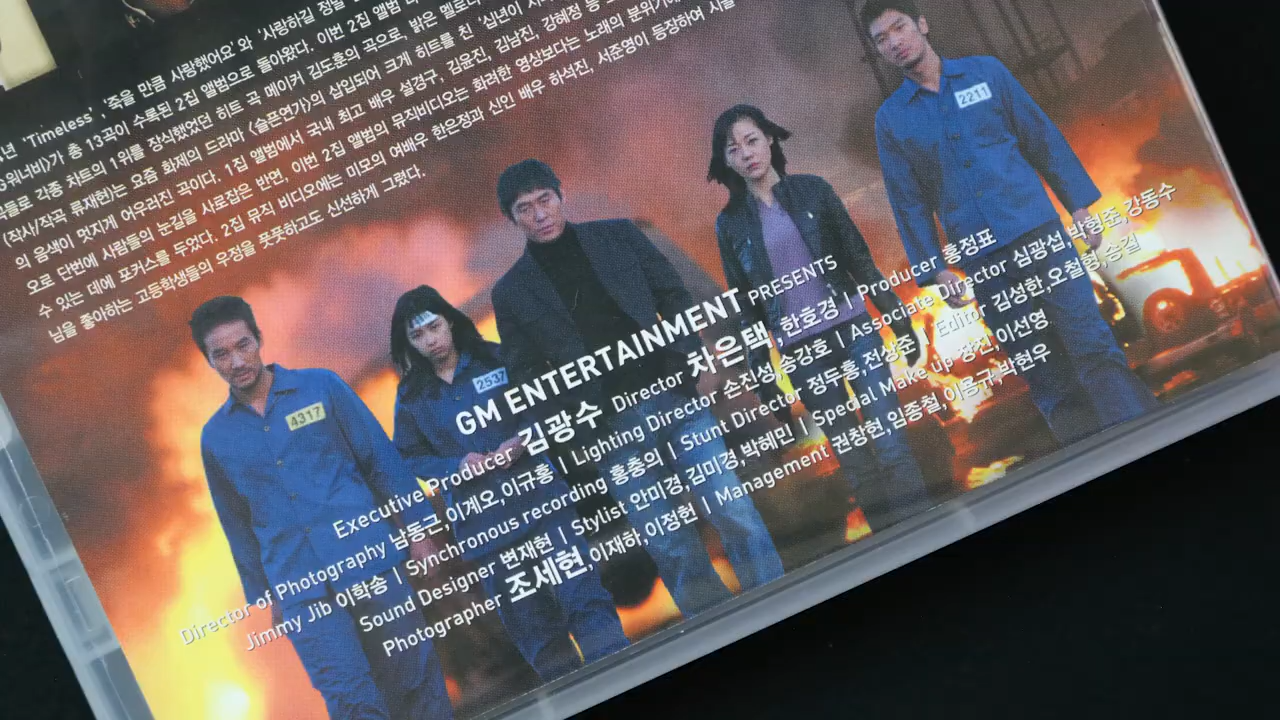 'Timeless','죽을 만큼 사랑했어요'와 '사랑하길 정말
워너비)가 총 13곡이 수록된 2집 앨범으로 돌아왔다. 이번 2집 앨범
들로 각종 차트의 1위를 장식했었던 히트 곡 메이커 김도훈의 곡으로, 밝은 멜로디
(작사/작곡 류재현)는 요즘 화제의 드라마 <슬픈연가>의 삽입되어 크게 히트를 친 '십년이
의 음색이 멋지게 어우러진 곡이다. 1집 앨범에서 국내 최고 배우 설경구, 김윤진, 김남진, 강혜정 등
으로 단번에 사람들의 눈길을 사로잡은 반면, 이번 2집 앨범의 뮤직비디오는 화려한 영상보다는 노래의 분위기에
수 있는 데에 포커스를 두었다. 2집 뮤직 비디오에는 미모의 여배우 한은정과 신인 배우 하석진, 서준영이 등장하여 시를
님을 좋아하는 고등학생들의 우정을 풋풋하고도 신선하게 그렸다.
2211
2537
4317
GM ENTERTAINMENT PRESENTS
Executive Producer 김광수 Director 차은택,한호경 | Producer 홍정표
Director of Photography 남동근,이계오,이규홍 | Lighting Director 손진성,송강호 | Associate Director 심광섭,박형준,강동수
Jimmy Jib 이학송 | Synchronous recording 홍총의 | Stunt Director 정두홍,전상준 | Editor 김성한,오철형,송결
Sound Designer 변재현 | Stylist 안미경,김미경,박혜민 | Special Make up 장진,이선영
Photographer 조세현,이재하,이정헌 | Management 권창현,임종철,이용규,박현우